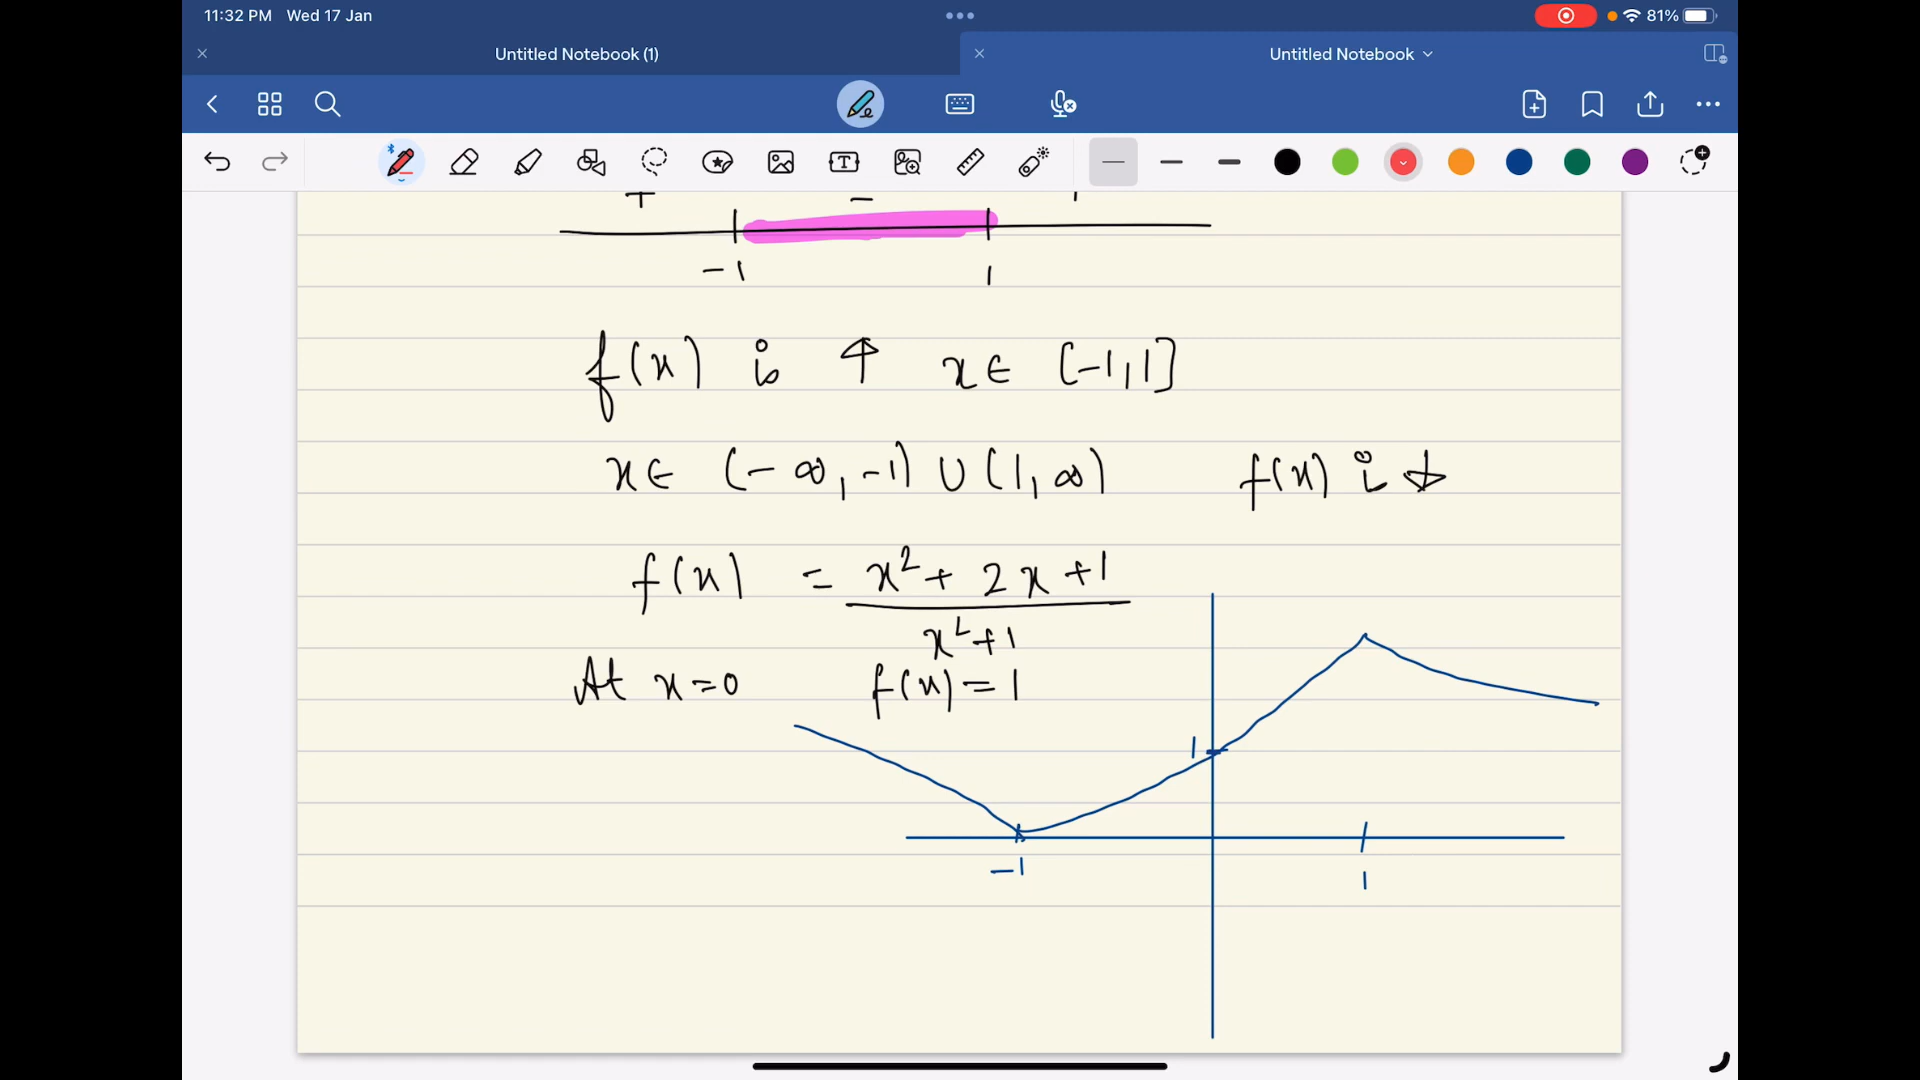 11:32 PM Wed 17 Jan 81%
Untitled Notebook (1) Untitled Notebook
+ −
−1 1
f(x) is ↑ x ∈ [-1,1]
x ∈ (-∞,-1) ∪ (1,∞) f(x) is ↓
f(x) = x²+2x+1
x²+1
At x=0 f(x)=1
1
−1 1